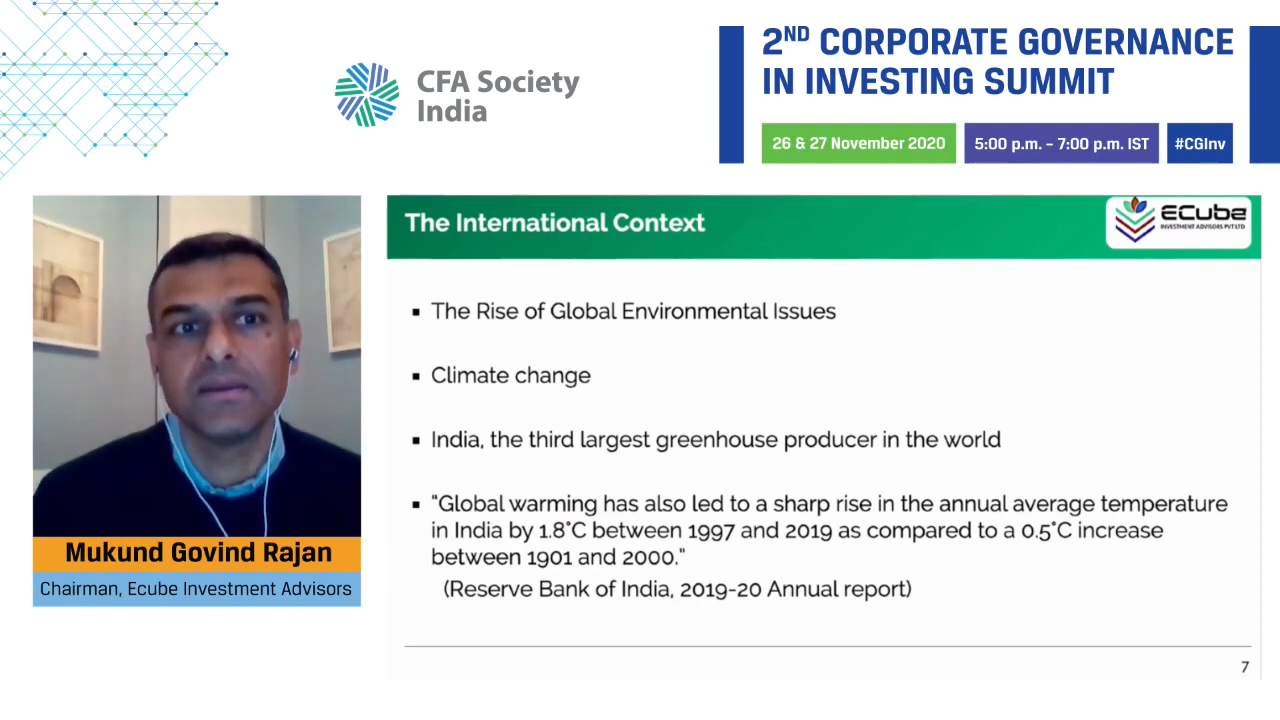 CFA Society
India
2ND CORPORATE GOVERNANCE
IN INVESTING SUMMIT
26 & 27 November 2020
5:00 p.m. – 7:00 p.m. IST
#CGInv
The International Context
ECube
INVESTMENT ADVISORS PVT LTD
▪ The Rise of Global Environmental Issues
▪ Climate change
▪ India, the third largest greenhouse producer in the world
▪ “Global warming has also led to a sharp rise in the annual average temperature
in India by 1.8°C between 1997 and 2019 as compared to a 0.5°C increase
between 1901 and 2000.”
(Reserve Bank of India, 2019-20 Annual report)
7
Mukund Govind Rajan
Chairman, Ecube Investment Advisors